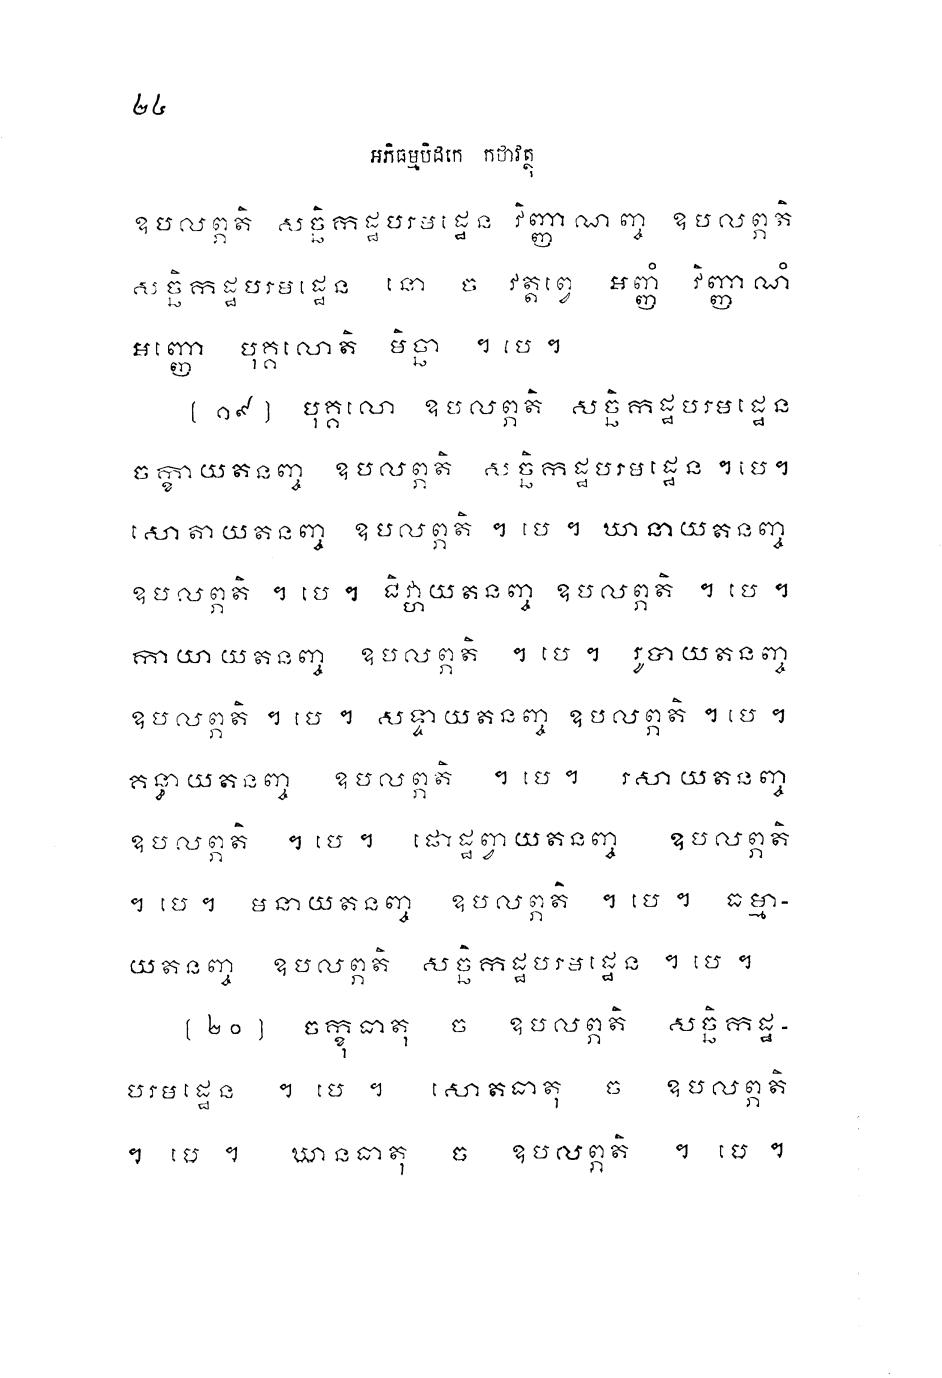 ២៤
អភិធម្មបិដកេ កថាវត្ថុ
ឧបលព្ភតិ សច្ឆិកដ្ឋបរមដ្ឋេន វិញ្ញាណញ្ច ឧបលព្ភតិ
សច្ឆិកដ្ឋបរមដ្ឋេន នោ ច វត្តព្វេ អញ្ញំ វិញ្ញាណំ
អញ្ញោ បុគ្គលោតិ មិច្ឆា ។ បេ ។
[ ១៩ ] បុគ្គលោ ឧបលព្ភតិ សច្ឆិកដ្ឋបរមដ្ឋេន
ចក្ខាយតនញ្ច ឧបលព្ភតិ សច្ឆិកដ្ឋបរមដ្ឋេន ។ បេ ។
សោតាយតនញ្ច ឧបលព្ភតិ ។ បេ ។ ឃានាយតនញ្ច
ឧបលព្ភតិ ។ បេ ។ ជិវ្ហាយតនញ្ច ឧបលព្ភតិ ។ បេ ។
កាយាយតនញ្ច ឧបលព្ភតិ ។ បេ ។ រូបាយតនញ្ច
ឧបលព្ភតិ ។ បេ ។ សទ្ទាយតនញ្ច ឧបលព្ភតិ ។ បេ ។
គន្ធាយតនញ្ច ឧបលព្ភតិ ។ បេ ។ រសាយតនញ្ច
ឧបលព្ភតិ ។ បេ ។ ផោដ្ឋព្វាយតនញ្ច ឧបលព្ភតិ
។ បេ ។ មនាយតនញ្ច ឧបលព្ភតិ ។ បេ ។ ធម្មា-
យតនញ្ច ឧបលព្ភតិ សច្ឆិកដ្ឋបរមដ្ឋេន ។ បេ ។
[ ២០ ] ចក្ខុធាតុ ច ឧបលព្ភតិ សច្ឆិកដ្ឋ-
បរមដ្ឋេន ។ បេ ។ សោតធាតុ ច ឧបលព្ភតិ
។ បេ ។ ឃានធាតុ ច ឧបលព្ភតិ ។ បេ ។